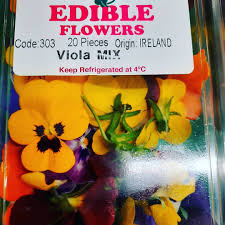 EDIBLE
FLOWERS
Code:303 20 Pieces Origin: IRELAND
Viola MIX
Keep Refrigerated at 4°C